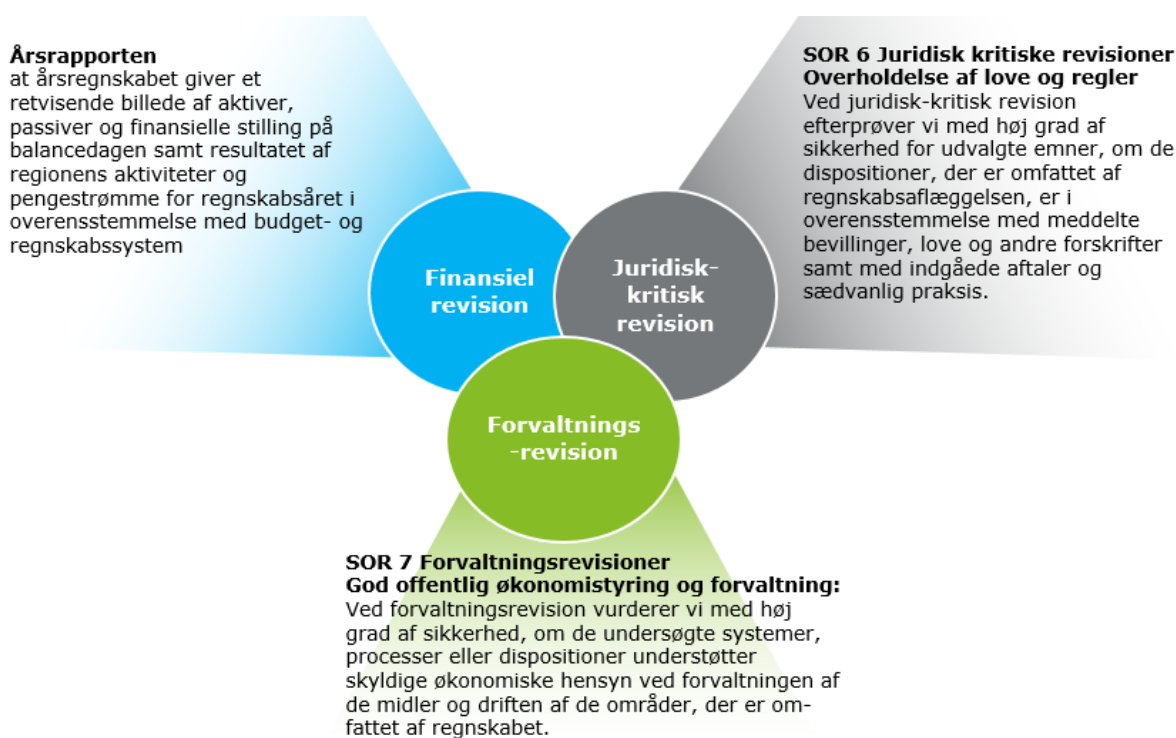 Årsrapporten
at årsregnskabet giver et
retvisende billede af aktiver,
passiver og finansielle stilling på
balancedagen samt resultatet af
regionens aktiviteter og
pengestrømme for regnskabsåret i
overensstemmelse med budget- og
regnskabssystem
SOR 6 Juridisk kritiske revisioner
Overholdelse af love og regler
Ved juridisk-kritisk revision
efterprøver vi med høj grad af
sikkerhed for udvalgte emner, om de
dispositioner, der er omfattet af
regnskabsaflæggelsen, er i
overensstemmelse med meddelte
bevillinger, love og andre forskrifter
samt med indgåede aftaler og
sædvanlig praksis.
Finansiel
revision
Juridisk-
kritisk
revision
Forvaltnings
-revision
SOR 7 Forvaltningsrevisioner
God offentlig økonomistyring og forvaltning:
Ved forvaltningsrevision vurderer vi med høj
grad af sikkerhed, om de undersøgte systemer,
processer eller dispositioner understøtter
skyldige økonomiske hensyn ved forvaltningen af
de midler og driften af de områder, der er om-
fattet af regnskabet.